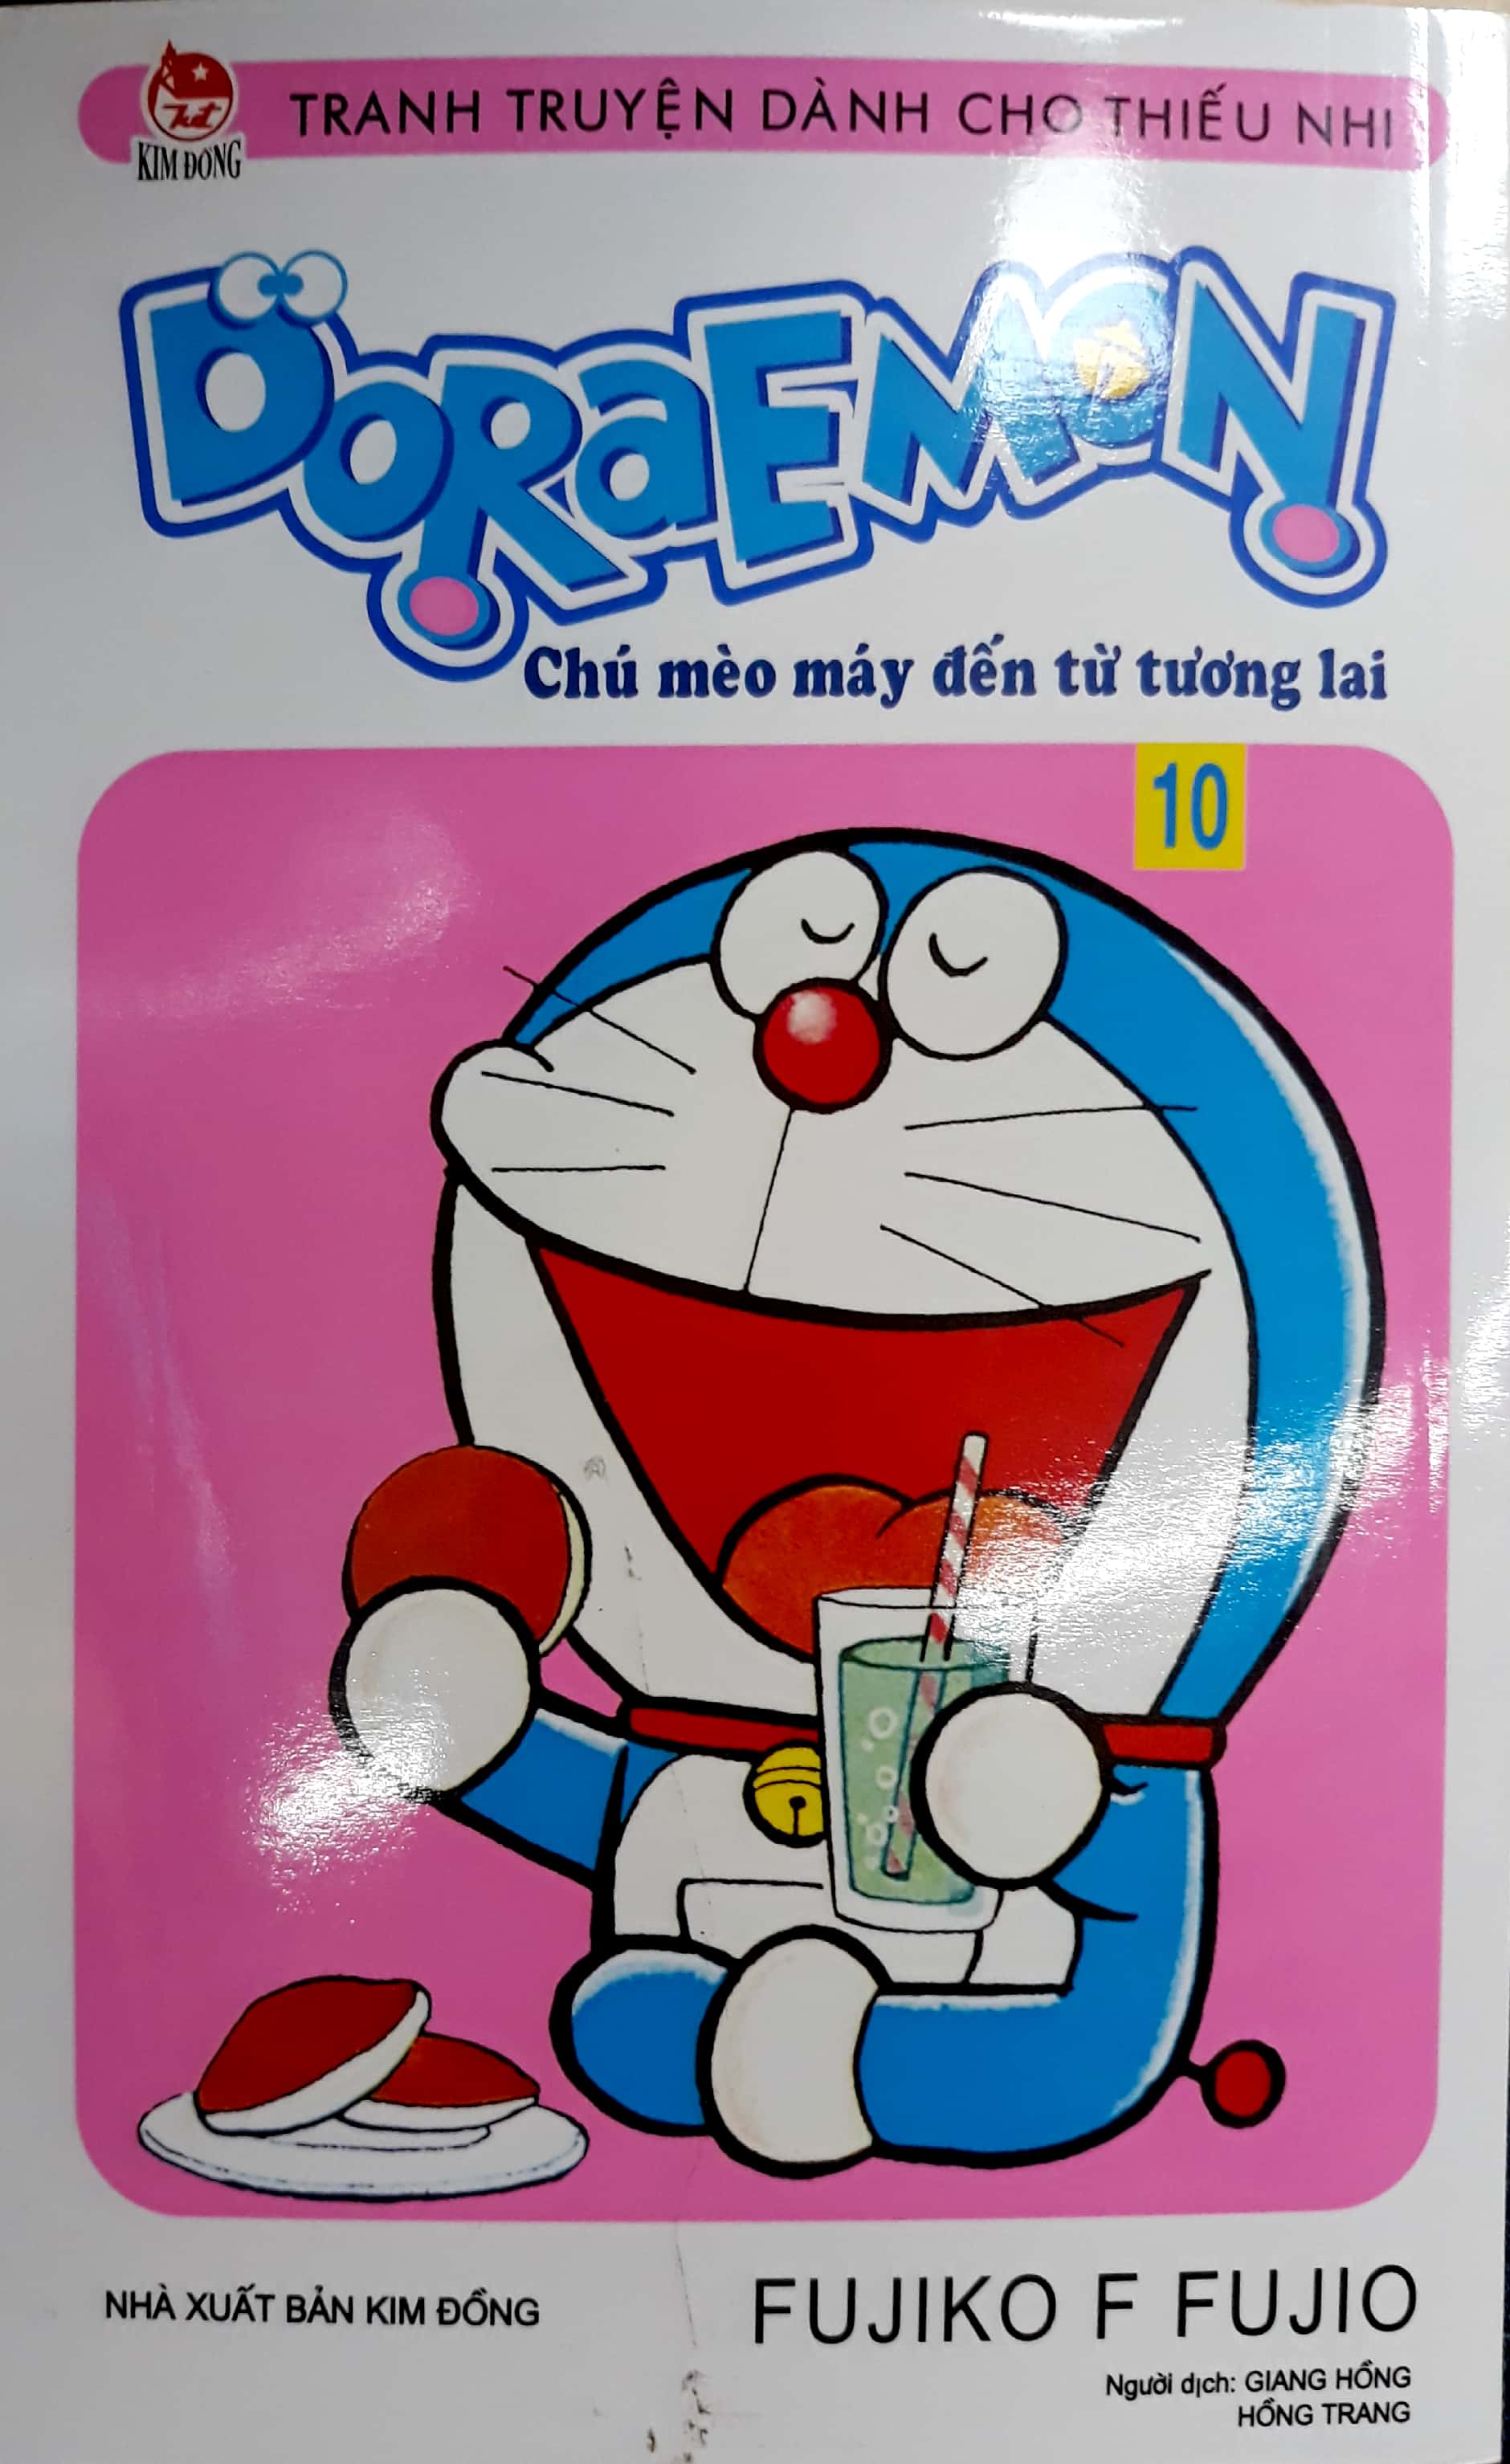 TRANH TRUYỆN DÀNH CHO THIẾU NHI
KIM ĐỒNG
DORAEMON
Chú mèo máy đến từ tương lai
10
NHÀ XUẤT BẢN KIM ĐỒNG
FUJIKO F FUJIO
Người dịch: GIANG HỒNG
HỒNG TRANG